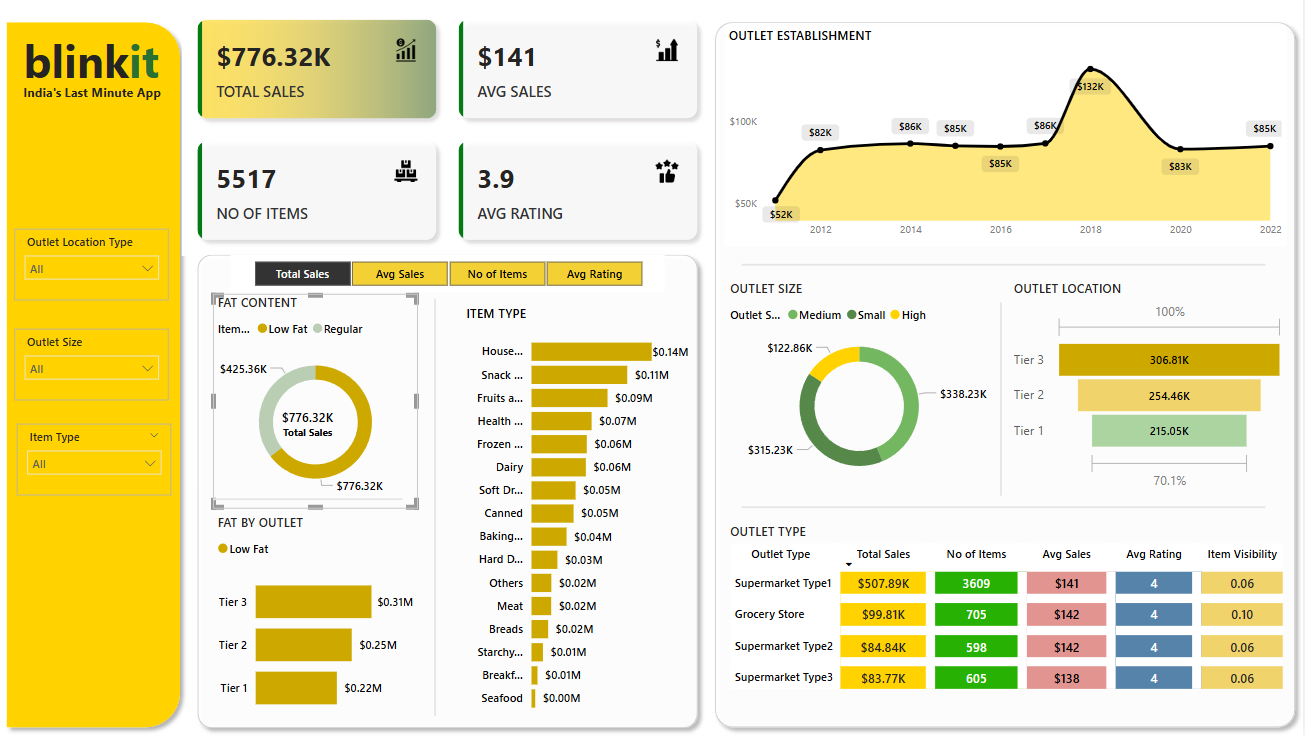 blinkit
India's Last Minute App
Outlet Location Type
All
Outlet Size
All
Item Type
All
$776.32K
TOTAL SALES
$141
AVG SALES
5517
NO OF ITEMS
3.9
AVG RATING
Total Sales Avg Sales No of Items Avg Rating
FAT CONTENT
Item... Low Fat Regular
$425.36K
$776.32K
Total Sales
$776.32K
FAT BY OUTLET
Low Fat
Tier 3 $0.31M
Tier 2 $0.25M
Tier 1 $0.22M
ITEM TYPE
House... $0.14M
Snack ... $0.11M
Fruits a... $0.09M
Health ... $0.07M
Frozen ... $0.06M
Dairy $0.06M
Soft Dr... $0.05M
Canned $0.05M
Baking... $0.04M
Hard D... $0.03M
Others $0.02M
Meat $0.02M
Breads $0.02M
Starchy... $0.01M
Breakf... $0.01M
Seafood $0.00M
OUTLET ESTABLISHMENT
$100K
$50K
$52K $82K $86K $85K $85K $86K $132K $83K $85K
2012 2014 2016 2018 2020 2022
OUTLET SIZE
Outlet S... Medium Small High
$122.86K
$338.23K
$315.23K
OUTLET LOCATION
100%
Tier 3 306.81K
Tier 2 254.46K
Tier 1 215.05K
70.1%
OUTLET TYPE
Outlet Type Total Sales No of Items Avg Sales Avg Rating Item Visibility
Supermarket Type1 $507.89K 3609 $141 4 0.06
Grocery Store $99.81K 705 $142 4 0.10
Supermarket Type2 $84.84K 598 $142 4 0.06
Supermarket Type3 $83.77K 605 $138 4 0.06